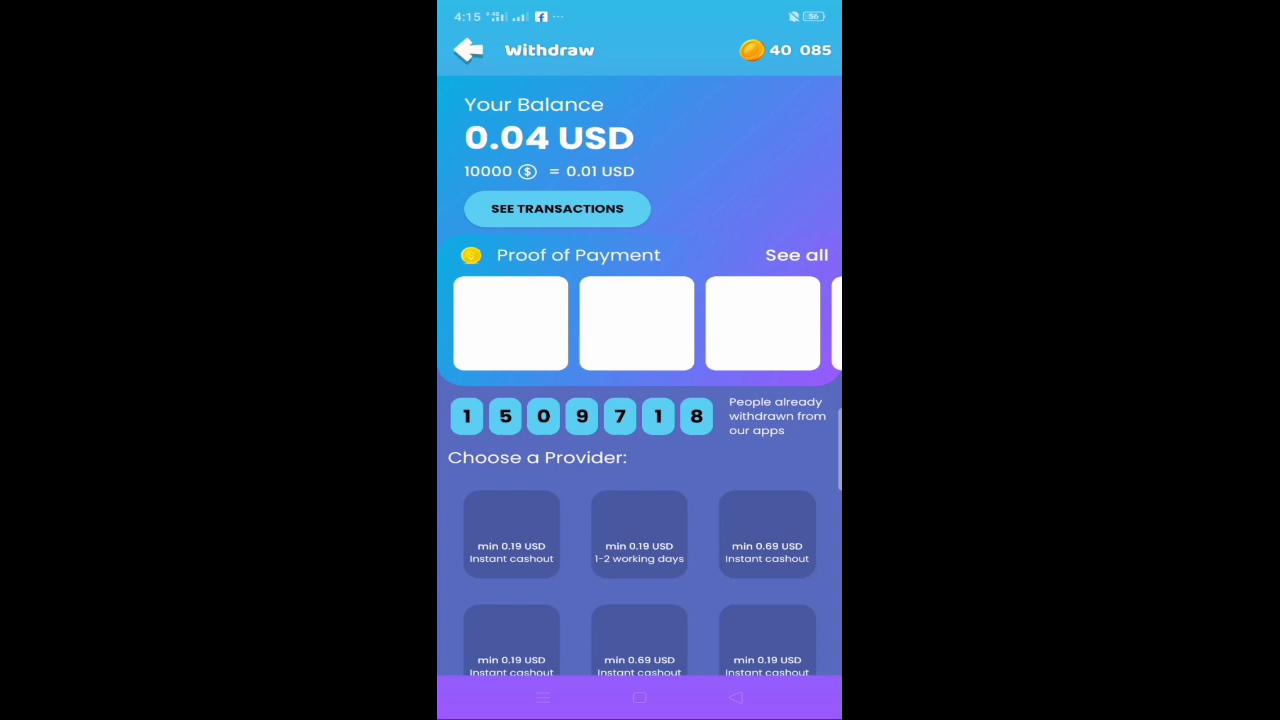 4:15
56
Withdraw
40 085
Your Balance
0.04 USD
10000 $ = 0.01 USD
SEE TRANSACTIONS
Proof of Payment
See all
1 5 0 9 7 1 8
People already
withdrawn from
our apps
Choose a Provider:
min 0.19 USD
Instant cashout
min 0.19 USD
1-2 working days
min 0.69 USD
Instant cashout
min 0.19 USD
Instant cashout
min 0.69 USD
Instant cashout
min 0.19 USD
Instant cashout